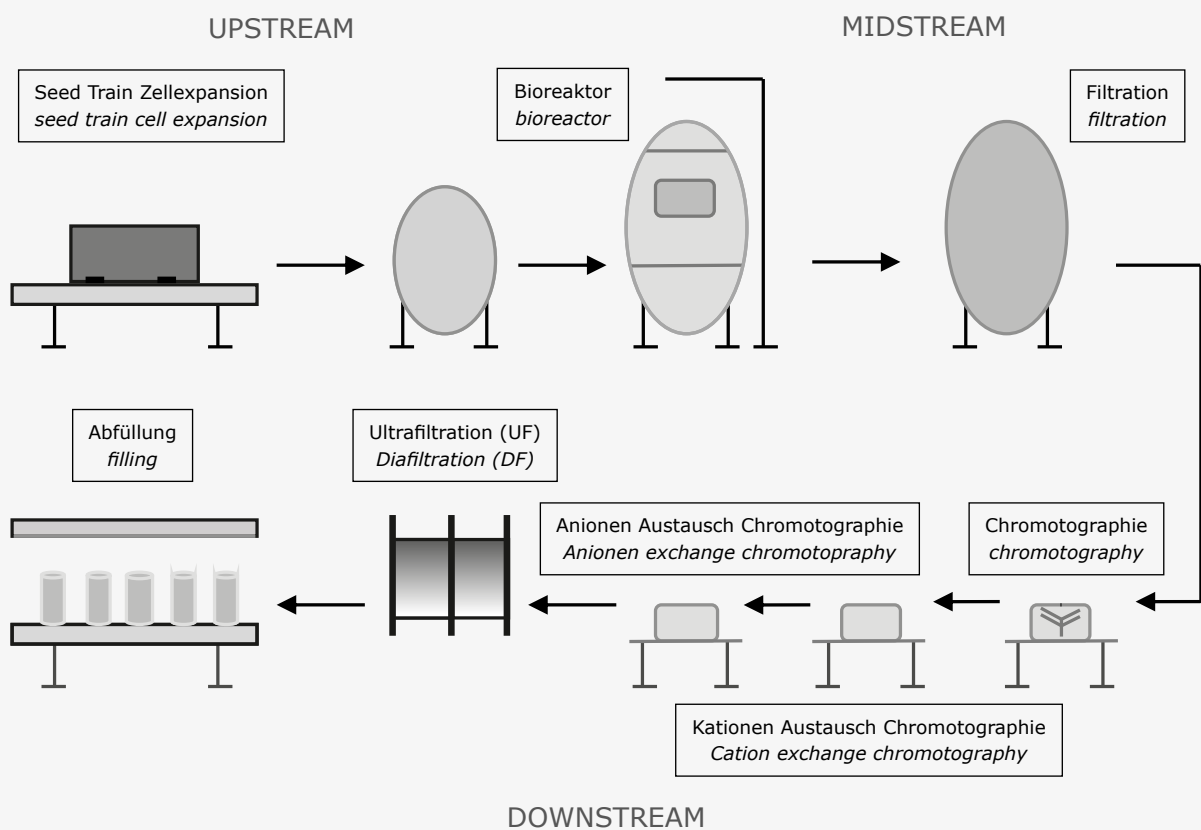 UPSTREAM
MIDSTREAM
Seed Train Zellexpansion
seed train cell expansion
Bioreaktor
bioreactor
Filtration
filtration
Abfüllung
filling
Ultrafiltration (UF)
Diafiltration (DF)
Anionen Austausch Chromotographie
Anionen exchange chromotopraphy
Chromotographie
chromotography
Kationen Austausch Chromotographie
Cation exchange chromotography
DOWNSTREAM